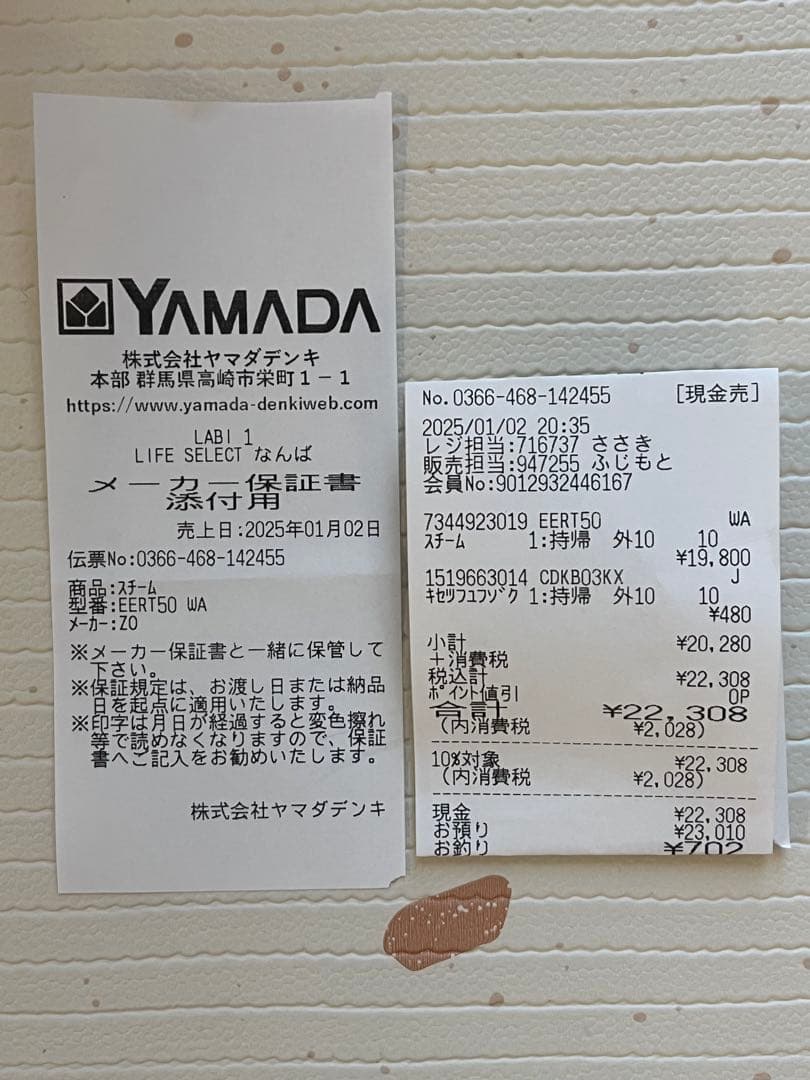 YAMADA
株式会社ヤマダデンキ
本部 群馬県高崎市栄町1-1
https://www.yamada-denkiweb.com
LABI 1
LIFE SELECT なんば
メーカー保証書
添付用
売上日:2025年01月02日
伝票No:0366-468-142455
商品:ｽﾁｰﾑ
型番:EERT50 WA
ﾒｰｶｰ:ZO
※メーカー保証書と一緒に保管して
下さい。
※保証規定は、お渡し日または納品
日を起点に適用いたします。
※印字は月日が経過すると変色擦れ
等で読めなくなりますので、保証
書へご記入をお勧めいたします。
株式会社ヤマダデンキ
No.0366-468-142455 [現金売]
2025/01/02 20:35
レジ担当:716737 ささき
販売担当:947255 ふじもと
会員No:9012932446167
7344923019 EERT50 WA
ｽﾁｰﾑ 1:持帰 外10 10
¥19,800
1519663014 CDKB03KX J
ｷｾﾂﾌﾕﾌｿﾞｸ 1:持帰 外10 10
¥480
小計 ¥20,280
+消費税
税込計 ¥22,308
ﾎﾟｲﾝﾄ値引 0P
合計 ¥22,308
(内消費税 ¥2,028)
10%対象 ¥22,308
(内消費税 ¥2,028)
現金 ¥22,308
お預り ¥23,010
お釣り ¥702